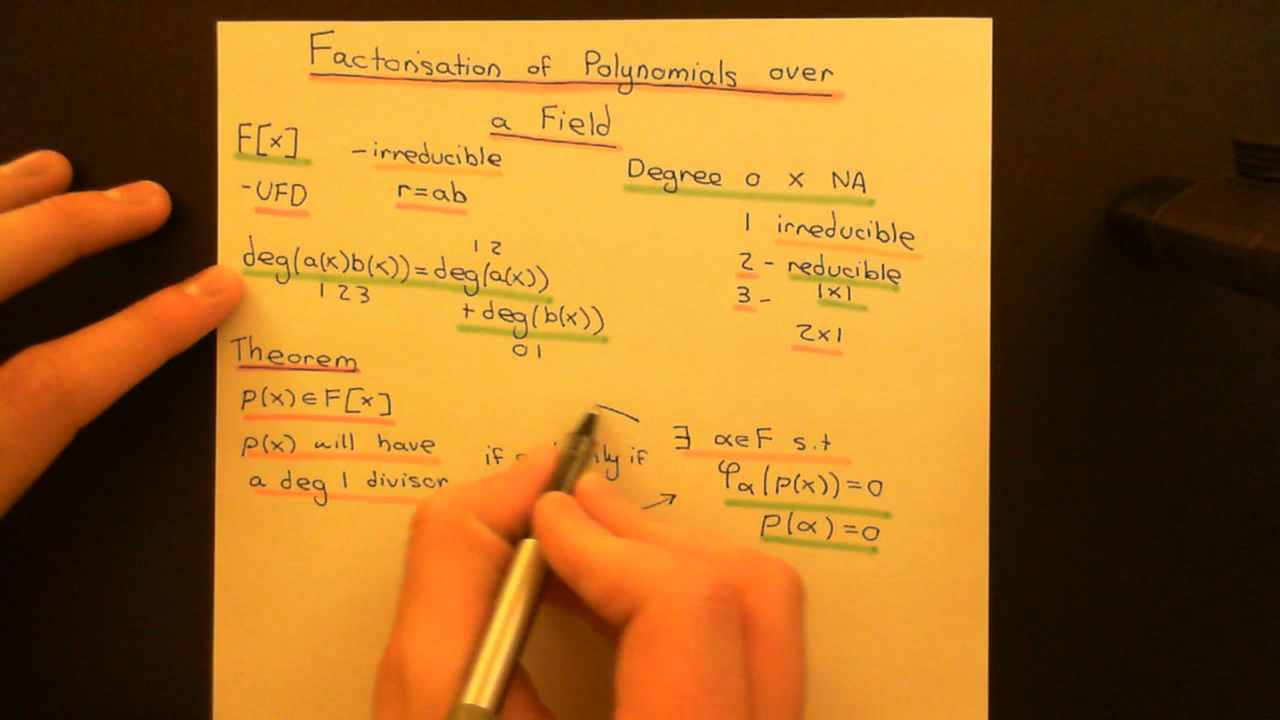 Factorisation of Polynomials over
a Field
F[x]
-UFD
-irreducible
r=ab
deg(a(x)b(x))=deg(a(x))
+deg(b(x))
1 2
1 2 3
0 1
Degree 0 x NA
1 irreducible
2 - reducible
3 - 1x1
2x1
Theorem
p(x)∈F[x]
p(x) will have
a deg 1 divisor
if if
∃ α∈F s.t
φα(p(x))=0
p(α)=0